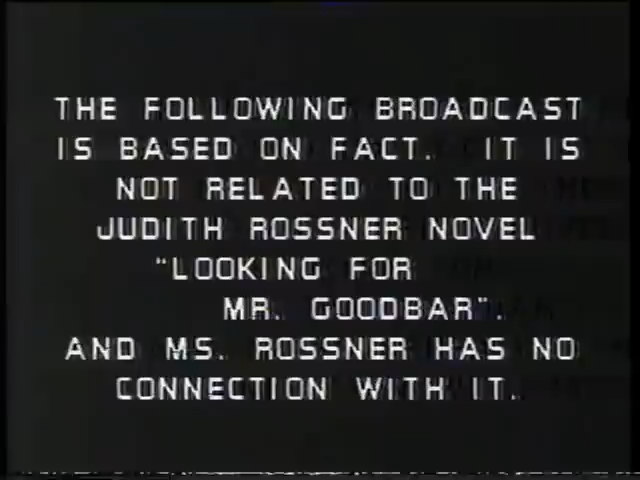 THE FOLLOWING BROADCAST
IS BASED ON FACT. IT IS
NOT RELATED TO THE
JUDITH ROSSNER NOVEL
"LOOKING FOR
MR. GOODBAR".
AND MS. ROSSNER HAS NO
CONNECTION WITH IT.